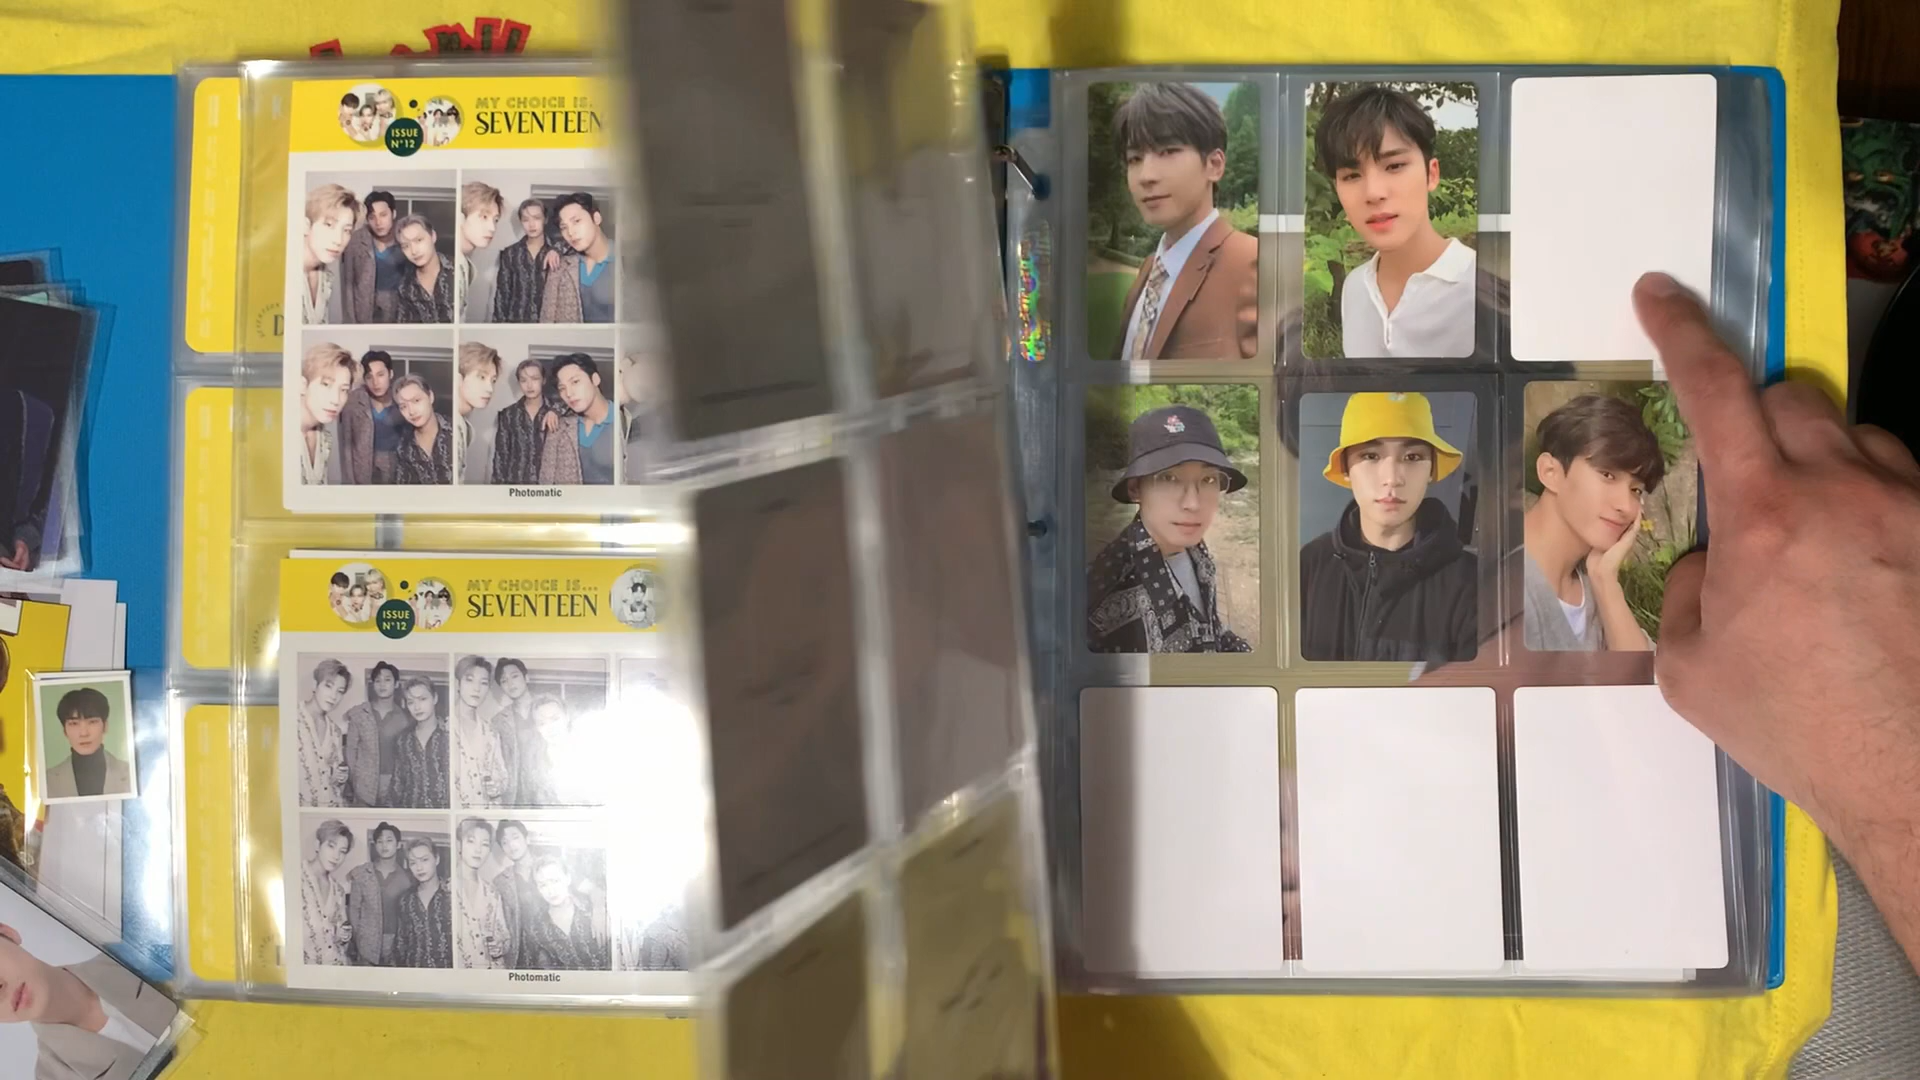 MY CHOICE IS.
SEVENTEEN
ISSUE
N°12
Photomatic
MY CHOICE IS...
SEVENTEEN
ISSUE
N°12
Photomatic